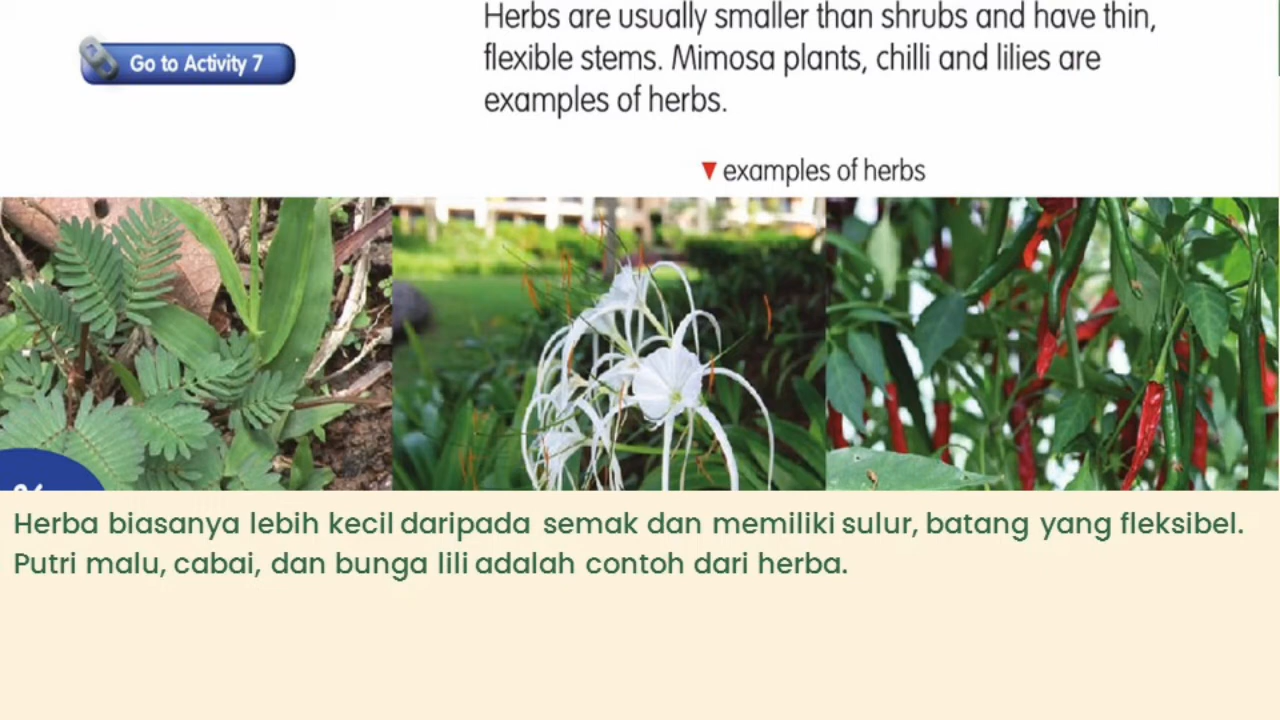 Herbs are usually smaller than shrubs and have thin,
flexible stems. Mimosa plants, chilli and lilies are
examples of herbs.
Go to Activity 7
examples of herbs
Herba biasanya lebih kecil daripada semak dan memiliki sulur, batang yang fleksibel.
Putri malu, cabai, dan bunga lili adalah contoh dari herba.